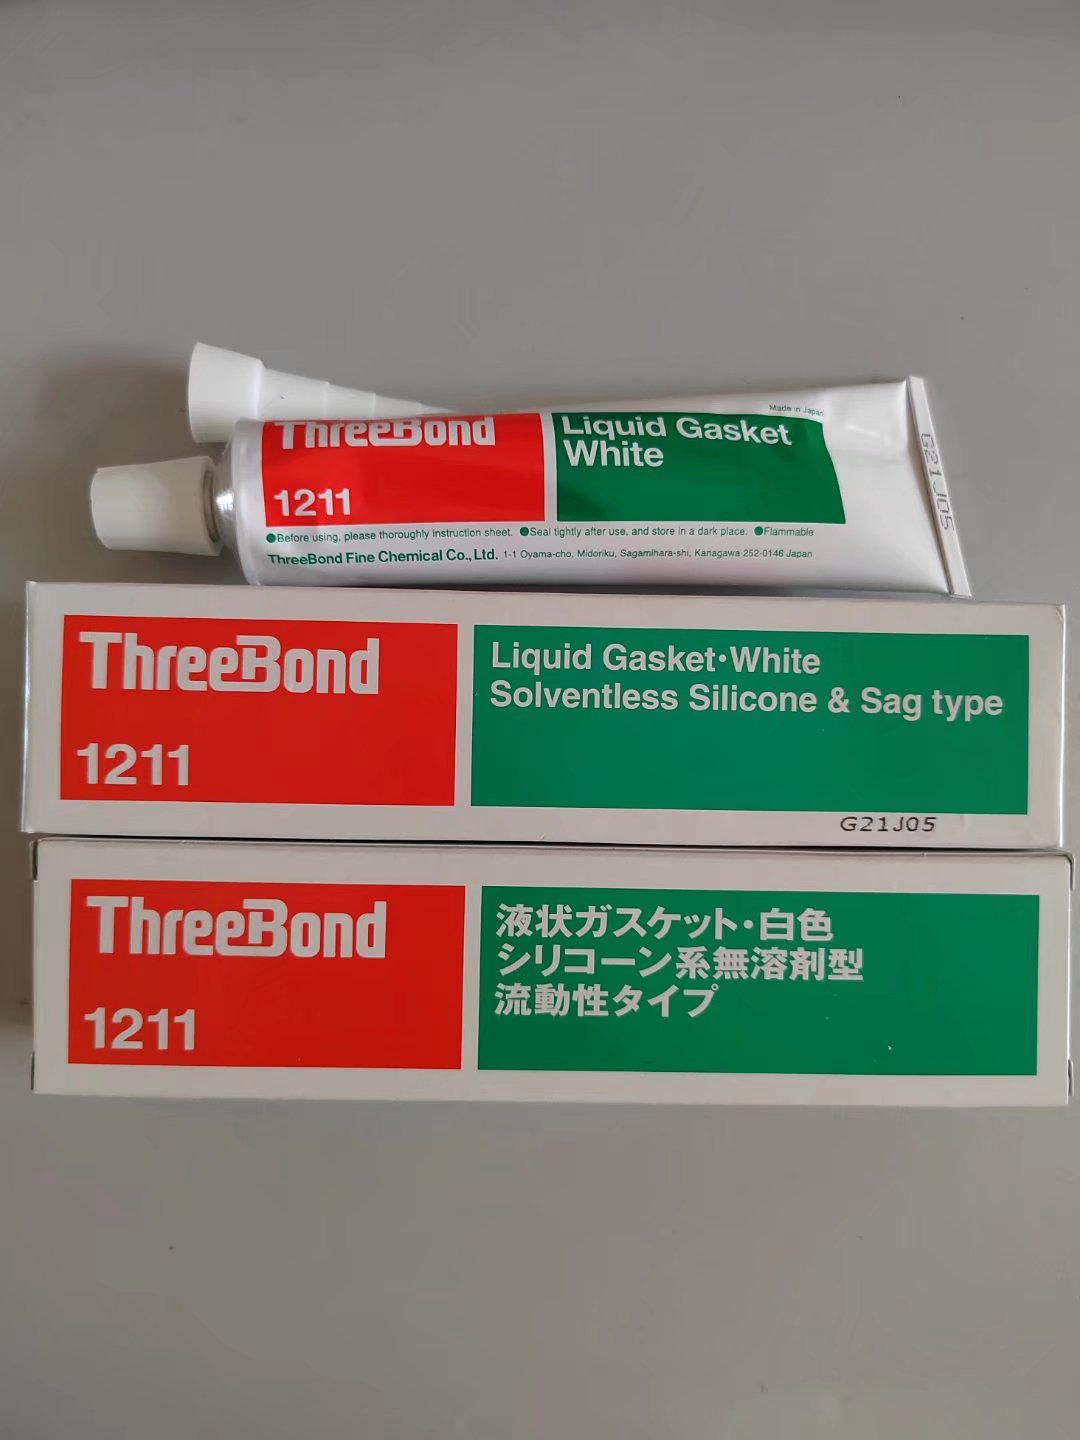 Made in Japan
ThreeBond
Liquid Gasket
White
1211
G21J05
●Before using, please thoroughly instruction sheet. ●Seal tightly after use, and store in a dark place. ●Flammable
ThreeBond Fine Chemical Co., Ltd. 1-1 Oyama-cho, Midoriku, Sagamihara-shi, Kanagawa 252-0146 Japan
ThreeBond
1211
Liquid Gasket・White
Solventless Silicone & Sag type
G21J05
ThreeBond
1211
液状ガスケット・白色
シリコーン系無溶剤型
流動性タイプ